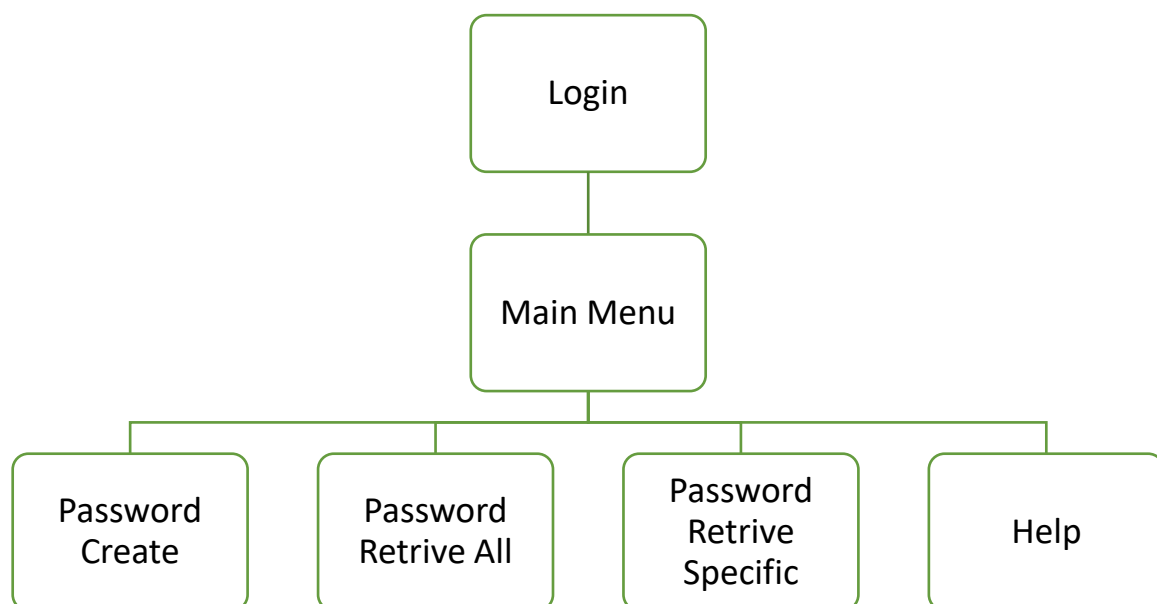 Login
Main Menu
Password
Create
Password
Retrive All
Password
Retrive
Specific
Help